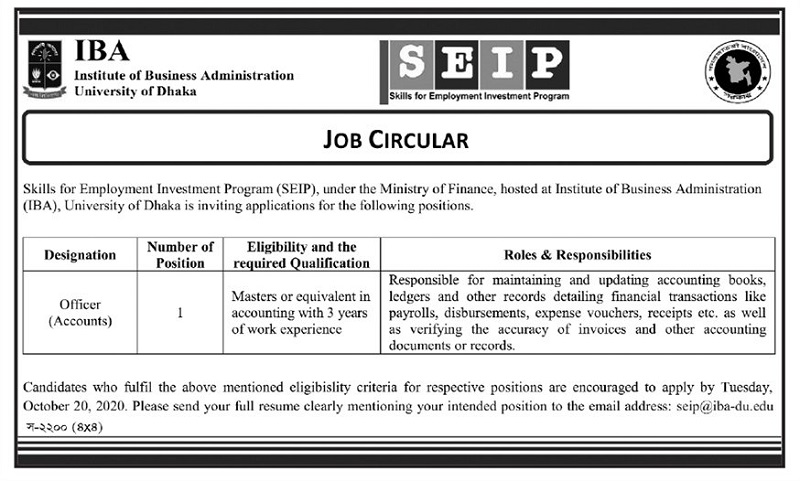 IBA
Institute of Business Administration
University of Dhaka
SEIP
Skills for Employment Investment Program
JOB CIRCULAR
Skills for Employment Investment Program (SEIP), under the Ministry of Finance, hosted at Institute of Business Administration
(IBA), University of Dhaka is inviting applications for the following positions.
Designation
Number of
Position
Eligibility and the
required Qualification
Roles & Responsibilities
Officer
(Accounts)
1
Masters or equivalent in
accounting with 3 years
of work experience
Responsible for maintaining and updating accounting books,
ledgers and other records detailing financial transactions like
payrolls, disbursements, expense vouchers, receipts etc. as well
as verifying the accuracy of invoices and other accounting
documents or records.
Candidates who fulfil the above mentioned eligibislity criteria for respective positions are encouraged to apply by Tuesday,
October 20, 2020. Please send your full resume clearly mentioning your intended position to the email address: seip@iba-du.edu
স-২২০০ (৪x৪)